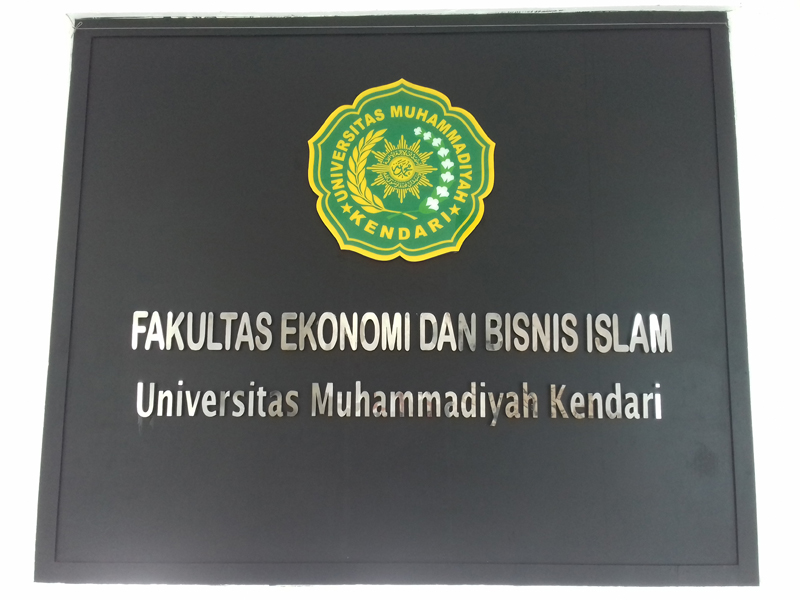 UNIVERSITAS MUHAMMADIYAH
KENDARI
FAKULTAS EKONOMI DAN BISNIS ISLAM
Universitas Muhammadiyah Kendari